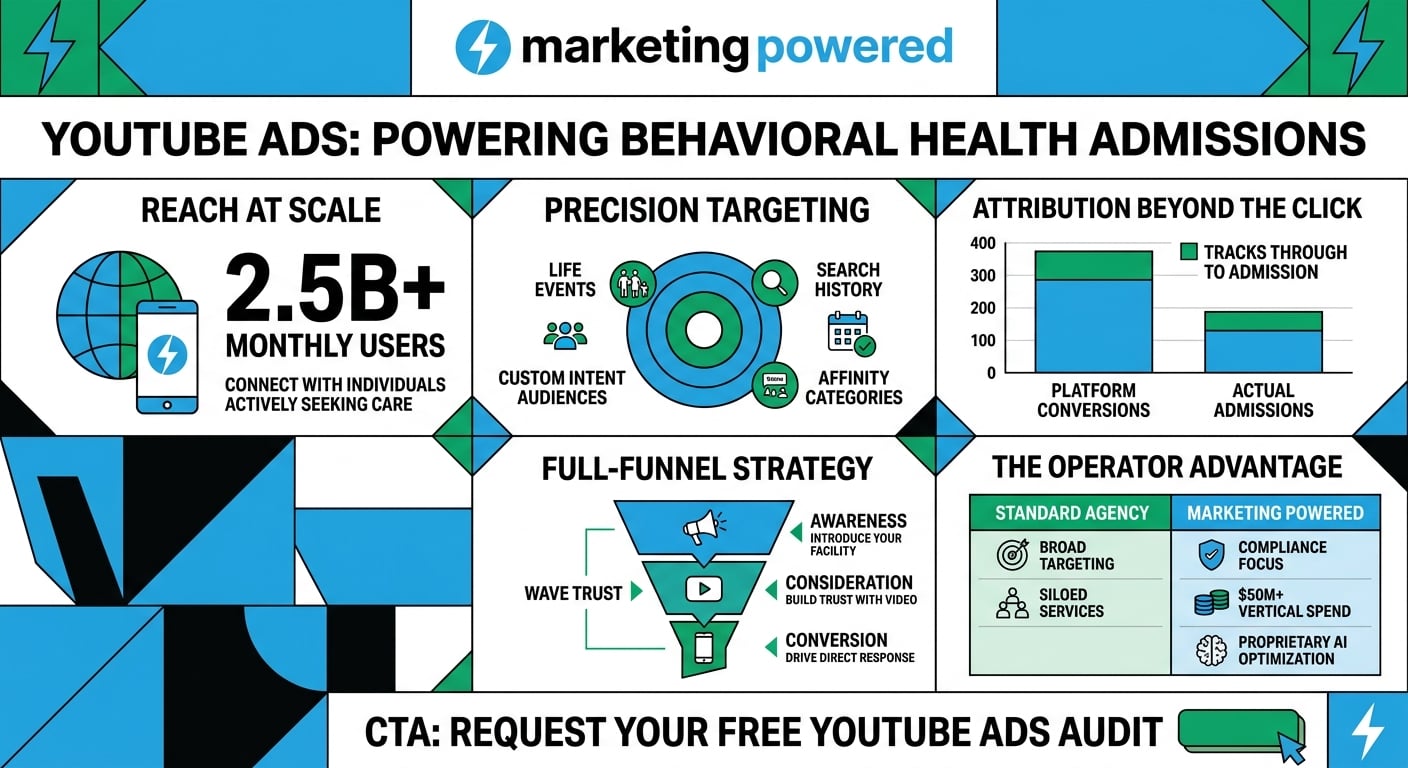 marketing powered
YOUTUBE ADS: POWERING BEHAVIORAL HEALTH ADMISSIONS
REACH AT SCALE
2.5B+
MONTHLY USERS
CONNECT WITH INDIVIDUALS
ACTIVELY SEEKING CARE
PRECISION TARGETING
LIFE
EVENTS
SEARCH
HISTORY
CUSTOM INTENT
AUDIENCES
AFFINITY
CATEGORIES
ATTRIBUTION BEYOND THE CLICK
400
300
200
100
0
TRACKS THROUGH
TO ADMISSION
PLATFORM
CONVERSIONS
ACTUAL
ADMISSIONS
FULL-FUNNEL STRATEGY
WAVE TRUST
AWARENESS
INTRODUCE YOUR
FACILITY
CONSIDERATION
BUILD TRUST WITH VIDEO
CONVERSION
DRIVE DIRECT RESPONSE
THE OPERATOR ADVANTAGE
STANDARD AGENCY
MARKETING POWERED
BROAD
TARGETING
COMPLIANCE
FOCUS
SILOED
SERVICES
$50M+
VERTICAL SPEND
PROPRIETARY AI
OPTIMIZATION
CTA: REQUEST YOUR FREE YOUTUBE ADS AUDIT